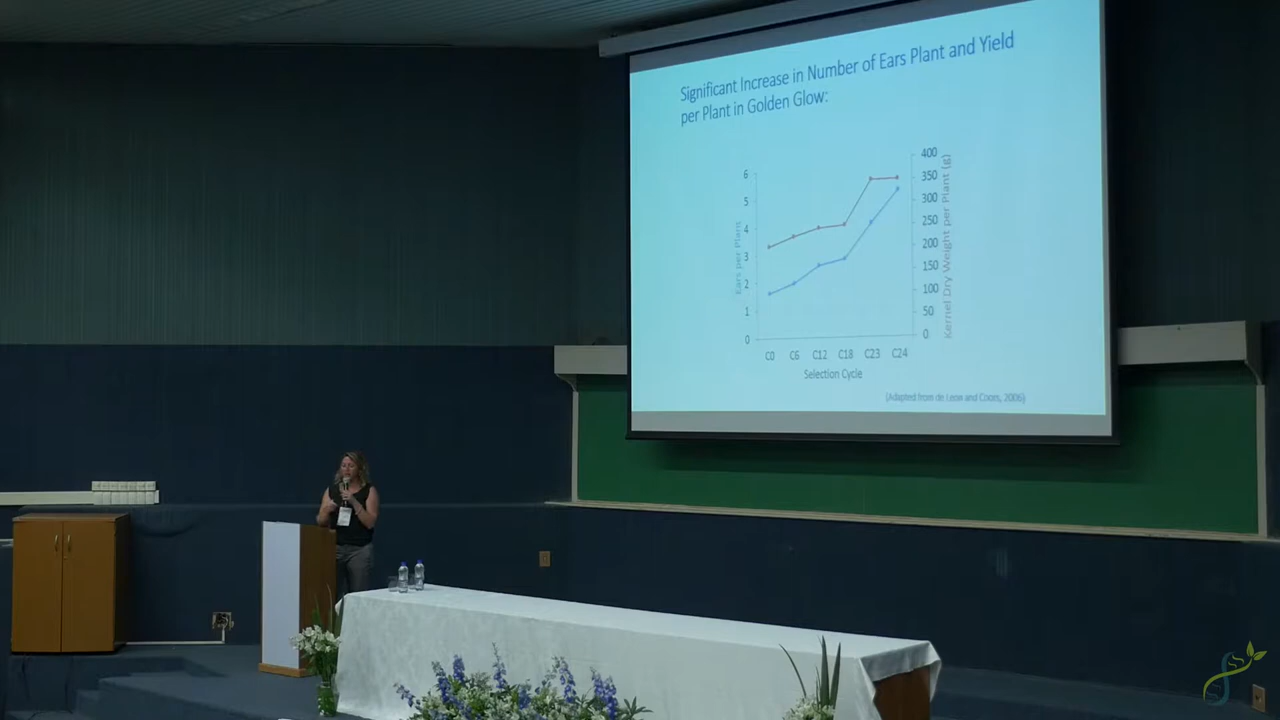 Significant Increase in Number of Ears Plant and Yield
per Plant in Golden Glow:
6
5
4
3
2
1
0
Ears per Plant
400
350
300
250
200
150
100
50
0
Kernel Dry Weight per Plant (g)
C0 C6 C12 C18 C23 C24
Selection Cycle
(Adapted from de Leon and Coors, 2006)